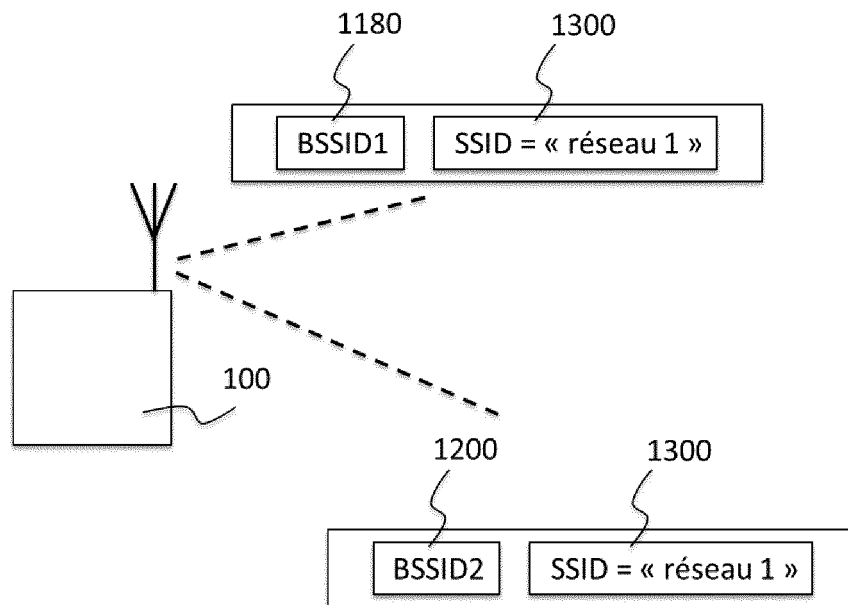 1180
1300
BSSID1
SSID = « réseau 1 »
100
1200
1300
BSSID2
SSID = « réseau 1 »